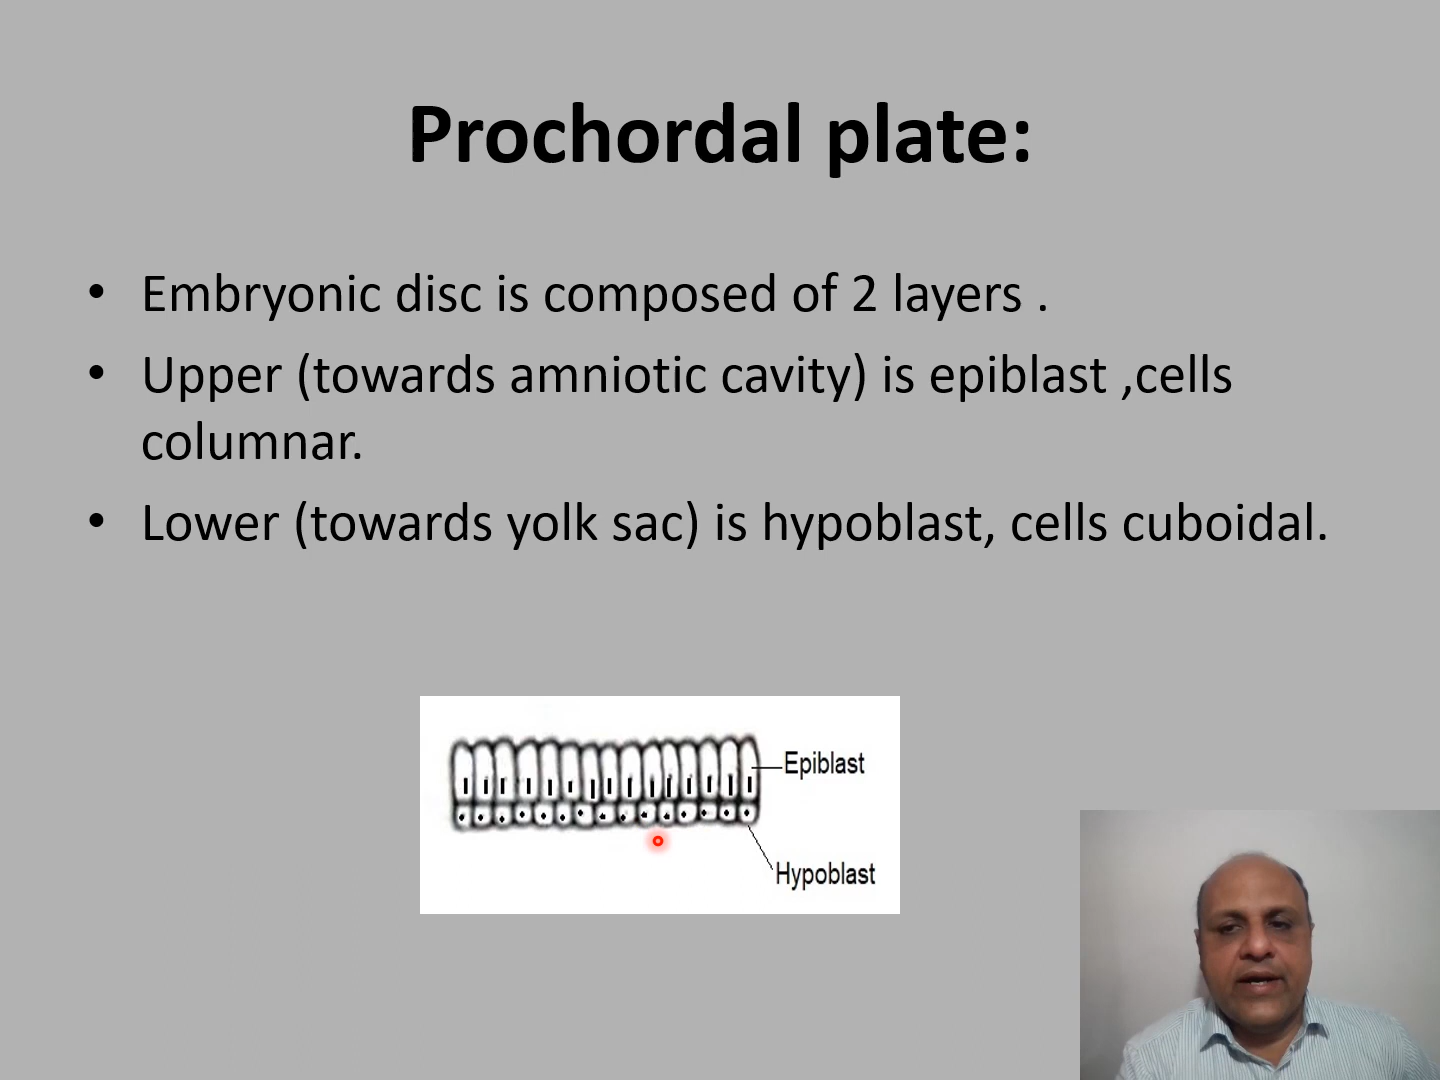 Prochordal plate:
• Embryonic disc is composed of 2 layers .
• Upper (towards amniotic cavity) is epiblast ,cells
columnar.
• Lower (towards yolk sac) is hypoblast, cells cuboidal.
Epiblast
Hypoblast